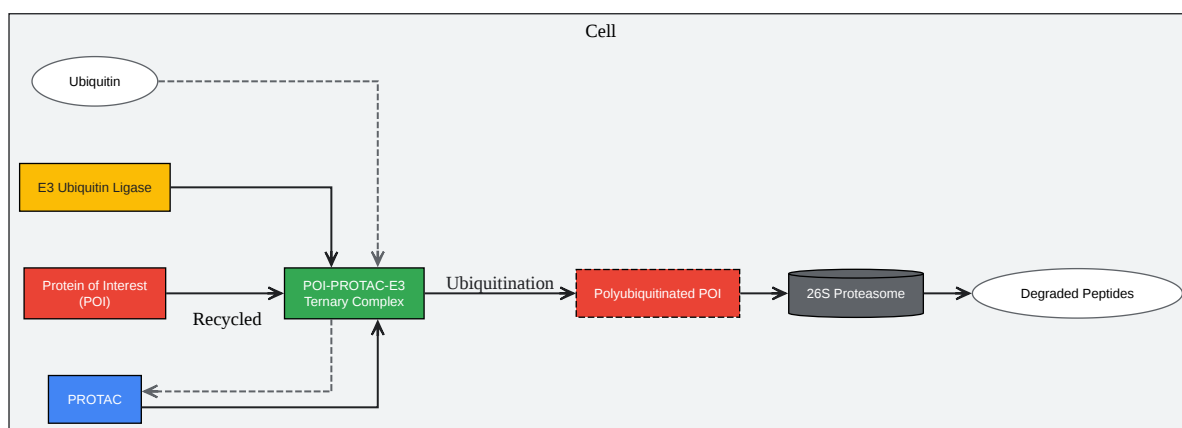 Cell
Ubiquitin
E3 Ubiquitin Ligase
Protein of Interest
(POI)
Recycled
POI-PROTAC-E3
Ternary Complex
Ubiquitination
Polyubiquitinated POI
26S Proteasome
Degraded Peptides
PROTAC